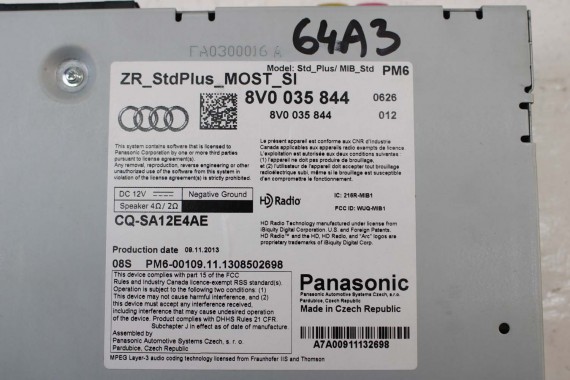 64A3
FA0300016 A
Model: Std_Plus/ MIB_Std PM6
ZR_StdPlus_MOST_SI
8V0 035 844 0626
8V0 035 844 012
This system contains software that is licensed to
Panasonic Corporation by one or more third parties
pursuant to license agreement(s).
Any removal, reproduction, reverse engineering or other
unauthorized use of the software from this system is
in violation of such license agreement(s) and is
strictly prohibited.
Le présent appareil est conforme aux CNR d'Industrie
Canada applicables aux appareils radio exempts de licence.
L'exploitation est autorisée aux deux conditions suivantes:
(1) l'appareil ne doit pas produire de brouillage,
et (2) l'appareil doit accepter tout brouillage
radioélectrique subi, même si le brouillage est susceptible
d'en compromettre le fonctionnement.
DC 12V Negative Ground
Speaker 4Ω/ 2Ω
CQ-SA12E4AE
HD Radio
IC: 216R-MIB1
FCC ID: WUQ-MIB1
HD Radio Technology manufactured under license from
iBiquity Digital Corporation. U.S. and Foreign Patents.
HD Radio™ and the HD, HD Radio, and "Arc" logos are
proprietary trademarks of iBiquity Digital Corp.
Production date 09.11.2013
08S PM6-00109.11.1308502698
This device complies with part 15 of the FCC
Rules and industry Canada licence-exempt RSS standard(s).
Operation is subject to the following two conditions: (1)
This device may not cause harmful interference, and (2)
this device must accept any interference received,
including interference that may cause undesired operation
of the device. Product complies with DHHS Rules 21 CFR.
Subchapter J in effect as of date of manufacture.
Assembled by
Panasonic Automotive Systems Czech, s.r.o.
Pardubice, Czech Republic
MPEG Layer-3 audio coding technology licensed from Fraunhofer IIS and Thomson
Panasonic
Panasonic Automotive Systems Czech, s.r.o.
Pardubice, Czech Republic
Made in Czech Republic
A7A00911132698